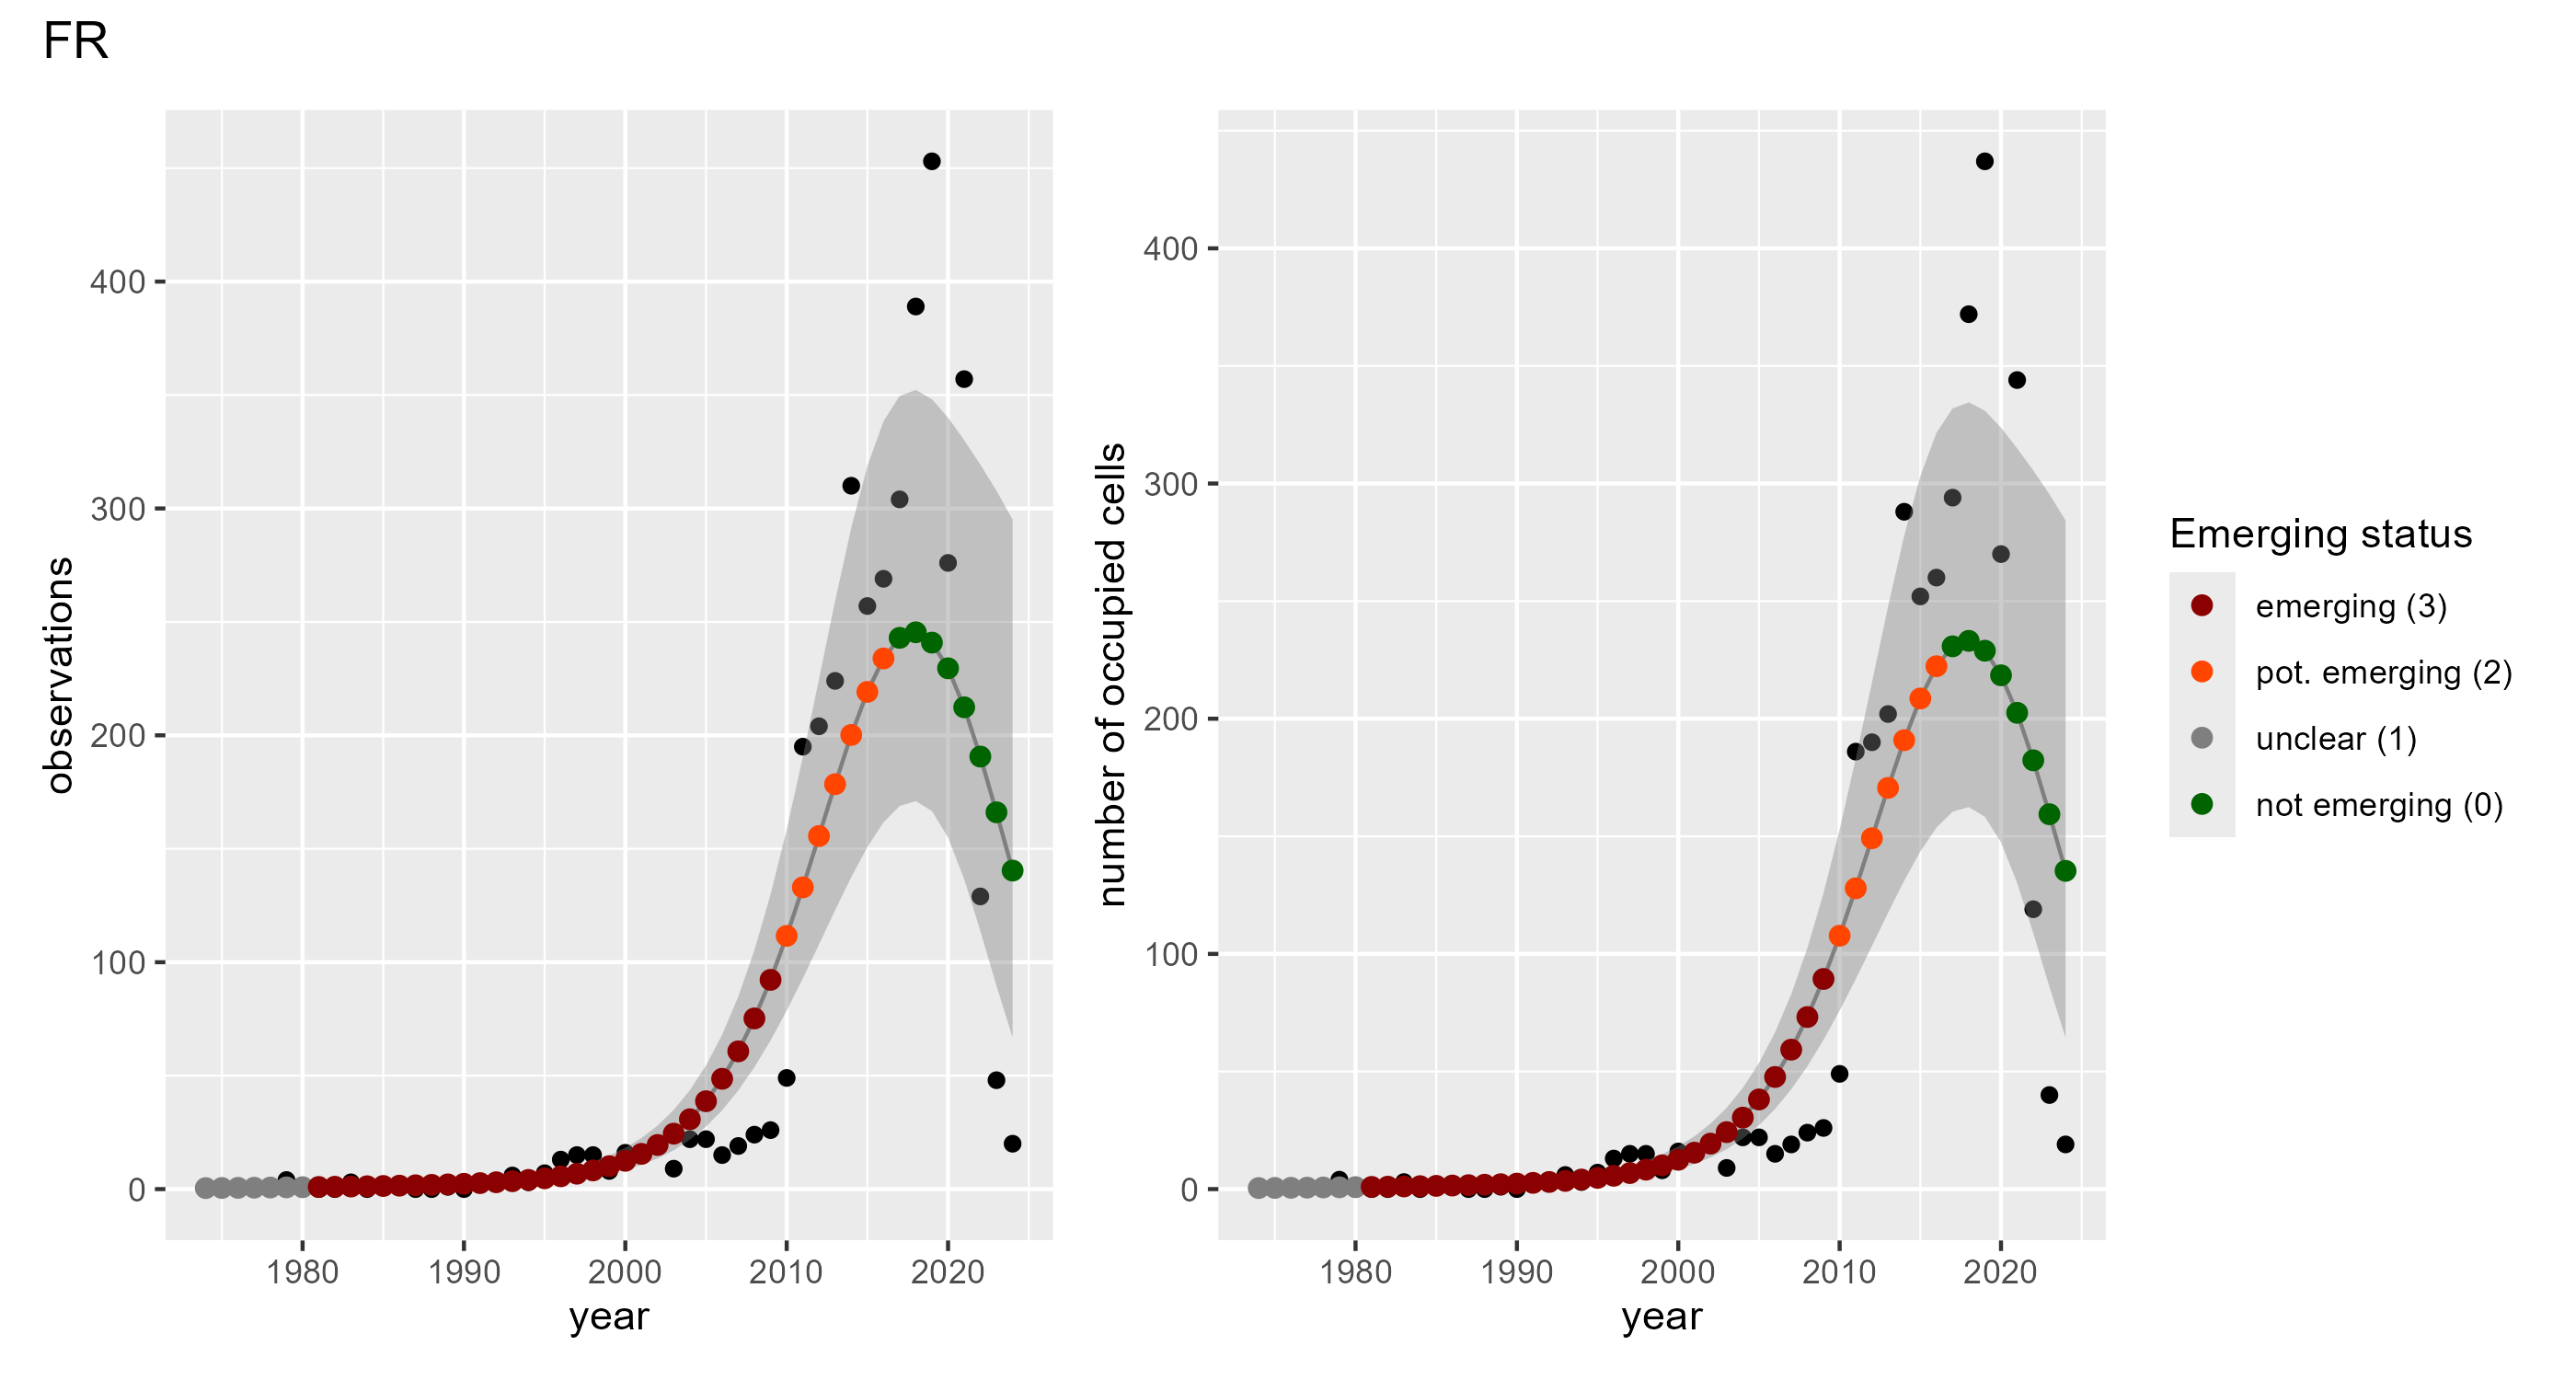 FR
observations
400
300
200
100
0
1980 1990 2000 2010 2020
year
number of occupied cells
400
300
200
100
0
1980 1990 2000 2010 2020
year
Emerging status
emerging (3)
pot. emerging (2)
unclear (1)
not emerging (0)